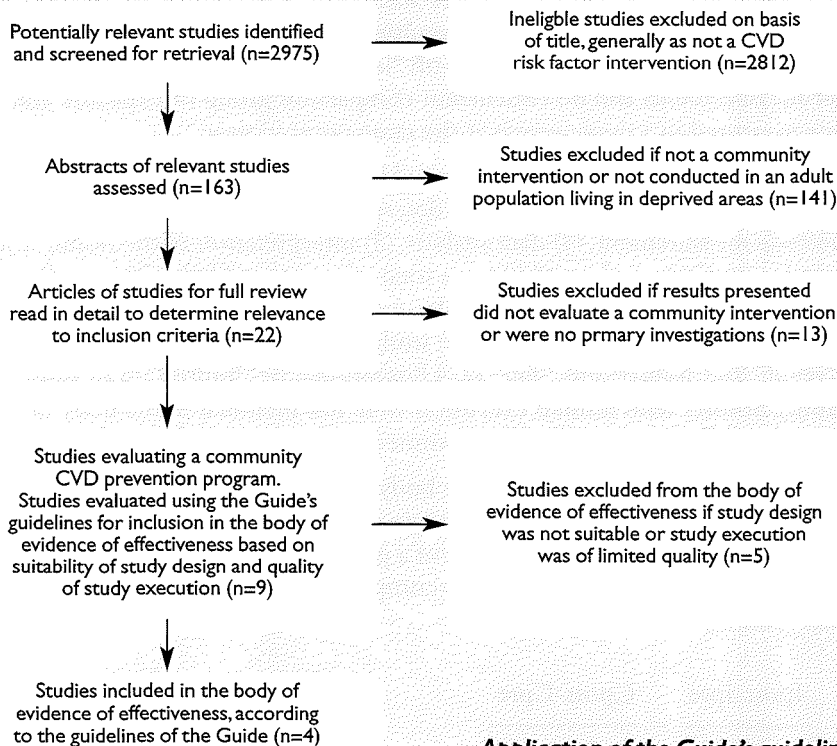 Potentially relevant studies identified
and screened for retrieval (n=2975)
Ineligible studies excluded on basis
of title, generally as not a CVD
risk factor intervention (n=2812)
Abstracts of relevant studies
assessed (n=163)
Studies excluded if not a community
intervention or not conducted in an adult
population living in deprived areas (n=141)
Articles of studies for full review
read in detail to determine relevance
to inclusion criteria (n=22)
Studies excluded if results presented
did not evaluate a community intervention
or were no prmary investigations (n=13)
Studies evaluating a community
CVD prevention program.
Studies evaluated using the Guide's
guidelines for inclusion in the body of
evidence of effectiveness based on
suitability of study design and quality
of study execution (n=9)
Studies excluded from the body of
evidence of effectiveness if study design
was not suitable or study execution
was of limited quality (n=5)
Studies included in the body of
evidence of effectiveness, according
to the guidelines of the Guide (n=4)
Application of the Guide's